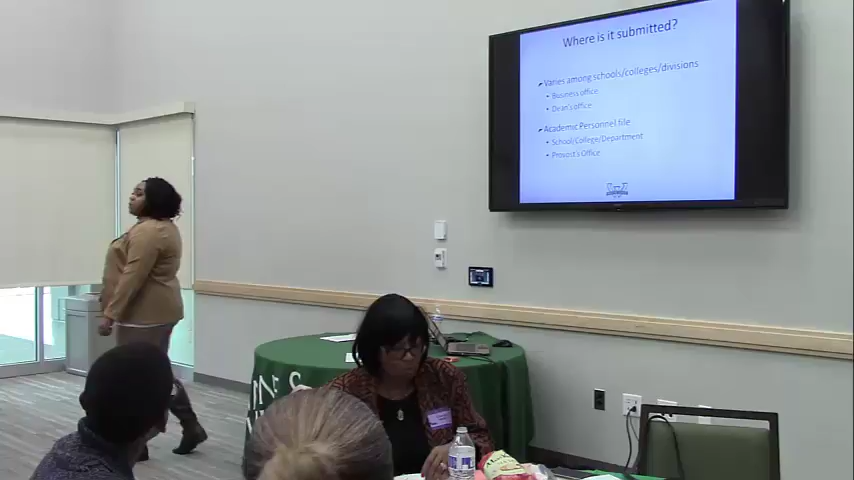 Where is it submitted?
Varies among schools/colleges/divisions
Business office
Dean's office
Academic Personnel file
School/College/Department
Provost's Office